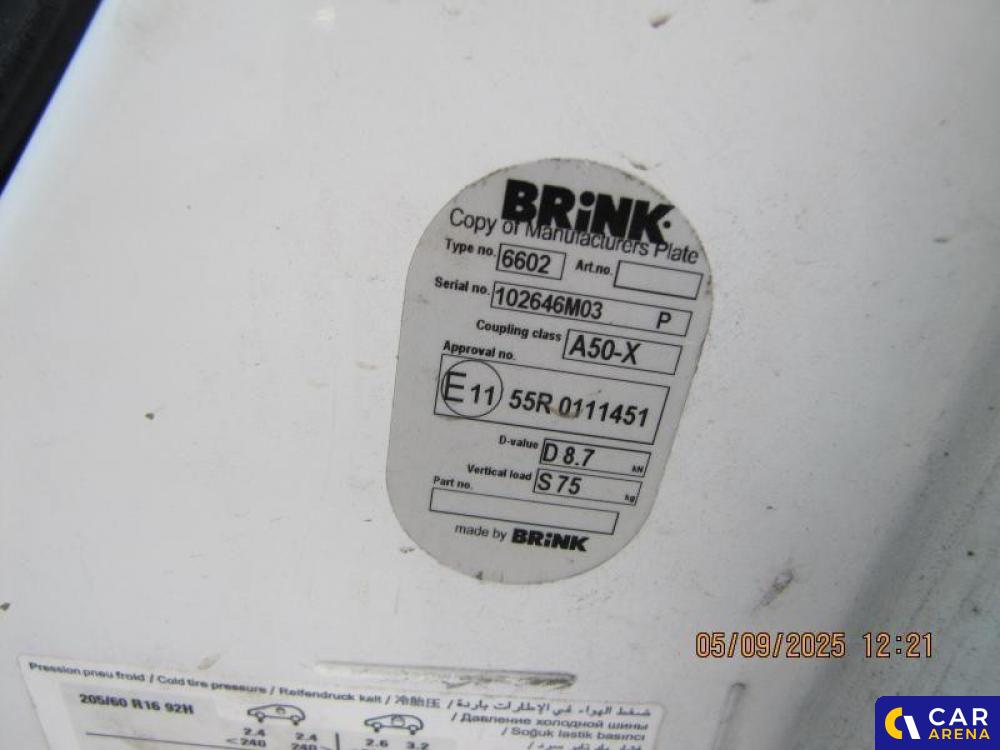 BRiNK
Copy of Manufacturers Plate
Type no. 6602 Art.no.
Serial no. 102646M03 P
Coupling class A50-X
Approval no.
E11 55R 0111451
D-value D 8.7 kN
Vertical load S 75 kg
Part no.
made by BRiNK
05/09/2025 12:21
Pression pneu froid / Cold tire pressure / Reifendruck kalt / 冷胎压 / ضغط الهواء في الإطارات باردة
/ Давление холодной шины
/ Soğuk lastik basıncı
205/60 R16 92H
2.4 2.4
<240 240>
2.6 3.2
CAR
ARENA